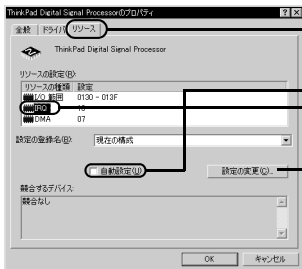 ThinkPad Digital Signal Processorのプロパティ
全般 ドライバ リソース
ThinkPad Digital Signal Processor
リソースの設定(R):
リソースの種類 設定
I/O 範囲 0130 - 013F
IRQ 10
DMA 07
設定の登録名(B): 現在の構成
自動設定(U) 設定の変更(C)...
競合するデバイス:
競合なし
OK キャンセル